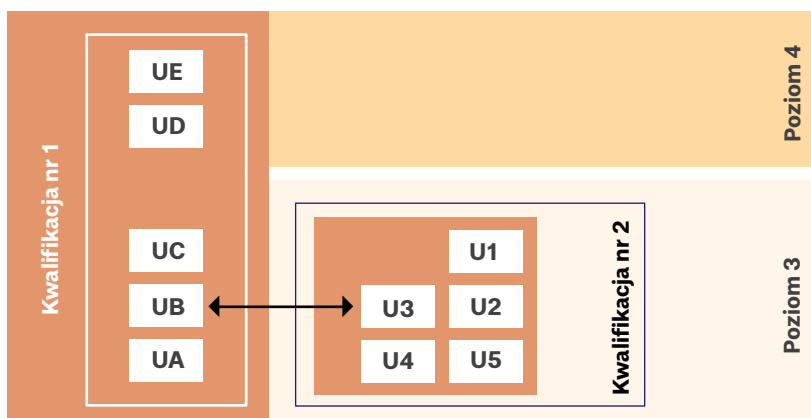 Kwalifikacja nr 1
UE
UD
UC
UB
UA
U1
U3
U2
U4
U5
Kwalifikacja nr 2
Poziom 4
Poziom 3